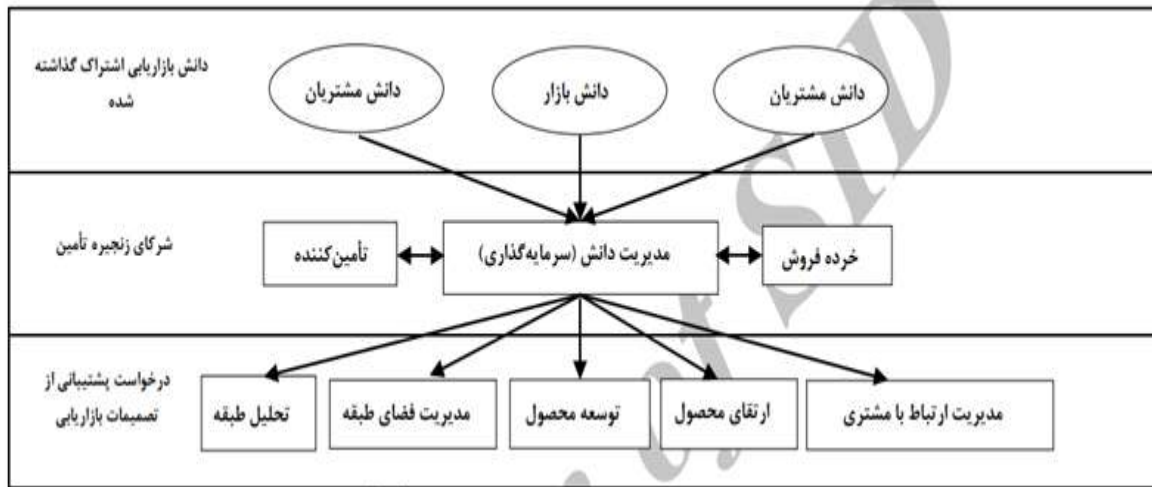 دانش بازاریابی اشتراک گذاشته
شده
دانش مشتریان
دانش بازار
دانش مشتریان
شرکای زنجیره تأمین
خرده فروش
مدیریت دانش (سرمایه‌گذاری)
تأمین‌کننده
درخواست پشتیبانی از
تصمیمات بازاریابی
مدیریت ارتباط با مشتری
ارتقای محصول
توسعه محصول
مدیریت فضای طبقه
تحلیل طبقه
of SID